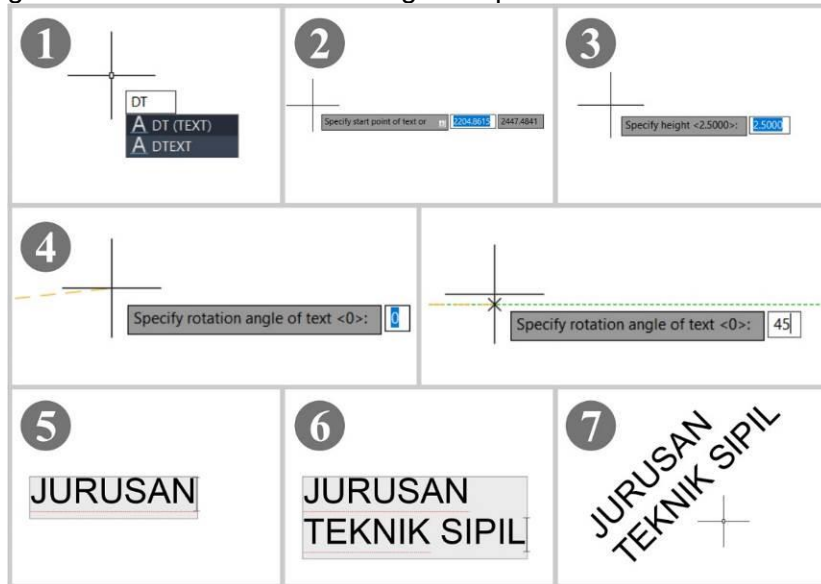 1
DT
A DT (TEXT)
A DTEXT
2
Specify start point of text or 2204.8615 2447.4841
3
Specify height <2.5000>: 2.5000
4
Specify rotation angle of text <0>: 0
Specify rotation angle of text <0>: 45
5
JURUSAN
6
JURUSAN
TEKNIK SIPIL
7
JURUSAN
TEKNIK SIPIL